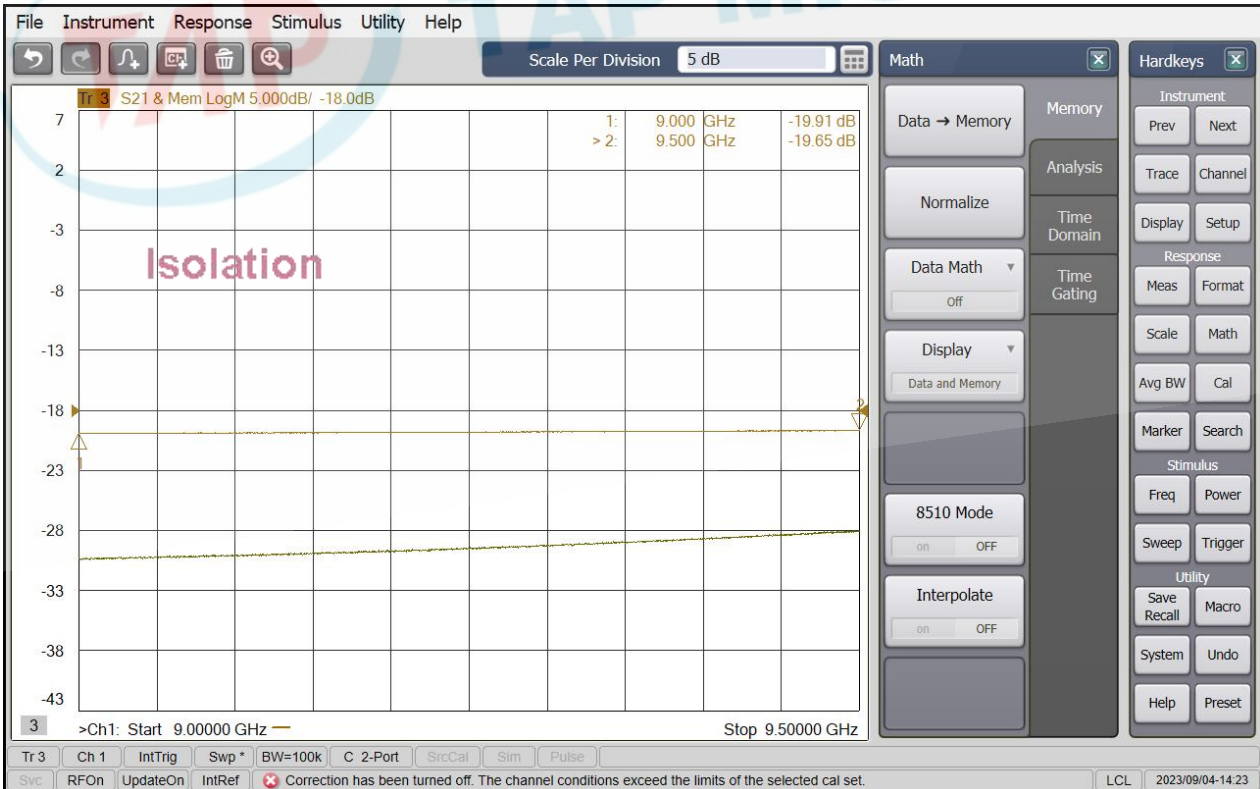 File Instrument Response Stimulus Utility Help
Scale Per Division 5 dB
TAP
TAP
Tr 3 S21 & Mem LogM 5.000dB/ -18.0dB
1: 9.000 GHz -19.91 dB
> 2: 9.500 GHz -19.65 dB
7
2
-3
-8
-13
-18
-23
-28
-33
-38
-43
Isolation
1
2
3
>Ch1: Start 9.00000 GHz
Stop 9.50000 GHz
Math
Data → Memory
Normalize
Data Math
Off
Display
Data and Memory
8510 Mode
on OFF
Interpolate
on OFF
Memory
Analysis
Time
Domain
Time
Gating
Hardkeys
Instrument
Prev Next
Trace Channel
Display Setup
Response
Meas Format
Scale Math
Avg BW Cal
Marker Search
Stimulus
Freq Power
Sweep Trigger
Utility
Save
Recall Macro
System Undo
Help Preset
Tr 3 Ch 1 IntTrig Swp * BW=100k C 2-Port SrcCal Sim Pulse
Svc RFOn UpdateOn IntRef Correction has been turned off. The channel conditions exceed the limits of the selected cal set. LCL 2023/09/04-14:23